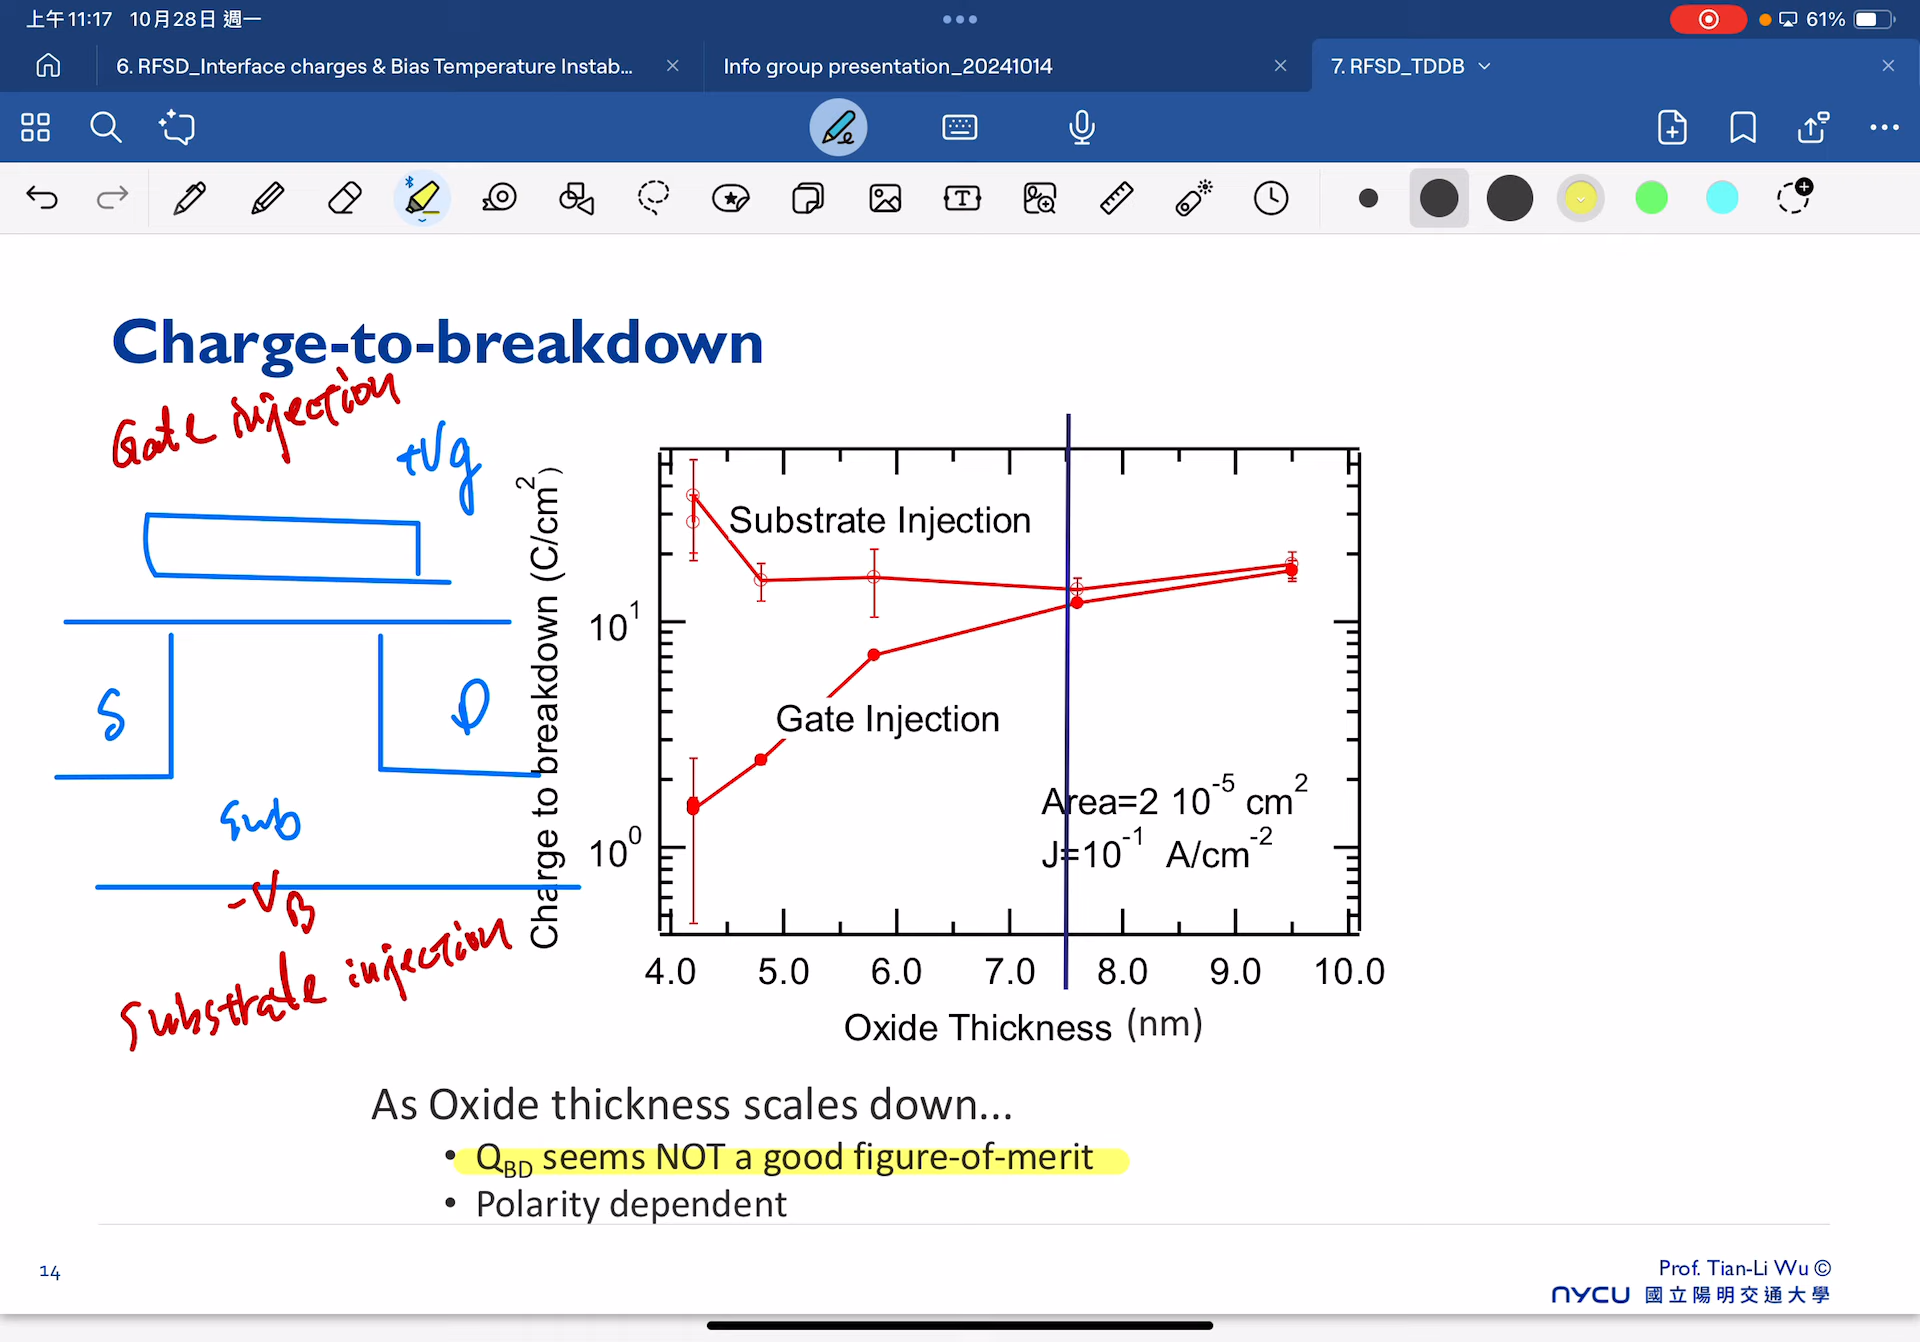 上午11:17 10月28日 週一
61%
6. RFSD_Interface charges & Bias Temperature Instab...
Info group presentation_20241014
7. RFSD_TDDB
Charge-to-breakdown
Gate injection
+Vg
S
D
Sub
-VB
Substrate injection
Charge to breakdown (C/cm²)
Substrate Injection
Gate Injection
10¹
10⁰
Area=2 10⁻⁵ cm²
J=10⁻¹ A/cm⁻²
4.0 5.0 6.0 7.0 8.0 9.0 10.0
Oxide Thickness (nm)
As Oxide thickness scales down...
• QBD seems NOT a good figure-of-merit
• Polarity dependent
14
Prof. Tian-Li Wu ©
NYCU 國立陽明交通大學